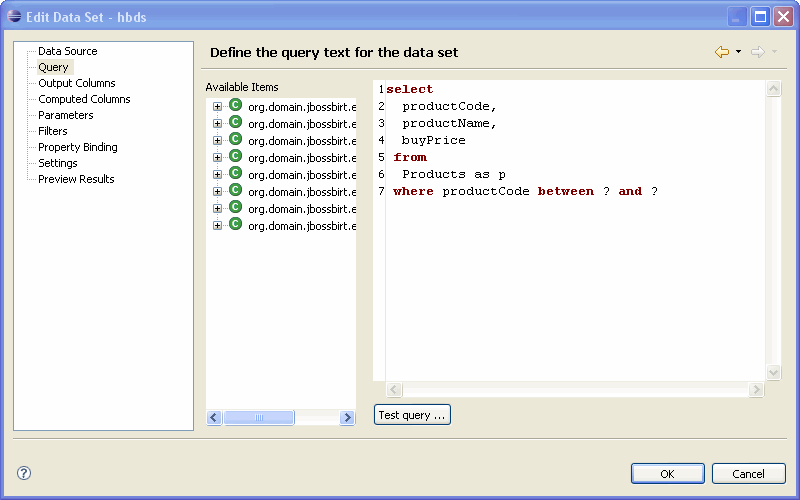 Edit Data Set - hbds
Data Source
Query
Output Columns
Computed Columns
Parameters
Filters
Property Binding
Settings
Preview Results
Define the query text for the data set
Available Items
C org.domain.jbossbirt.e
C org.domain.jbossbirt.e
C org.domain.jbossbirt.e
C org.domain.jbossbirt.e
C org.domain.jbossbirt.e
C org.domain.jbossbirt.e
C org.domain.jbossbirt.e
C org.domain.jbossbirt.e
1 select
2 productCode,
3 productName,
4 buyPrice
5 from
6 Products as p
7 where productCode between ? and ?
Test query ...
?
OK
Cancel